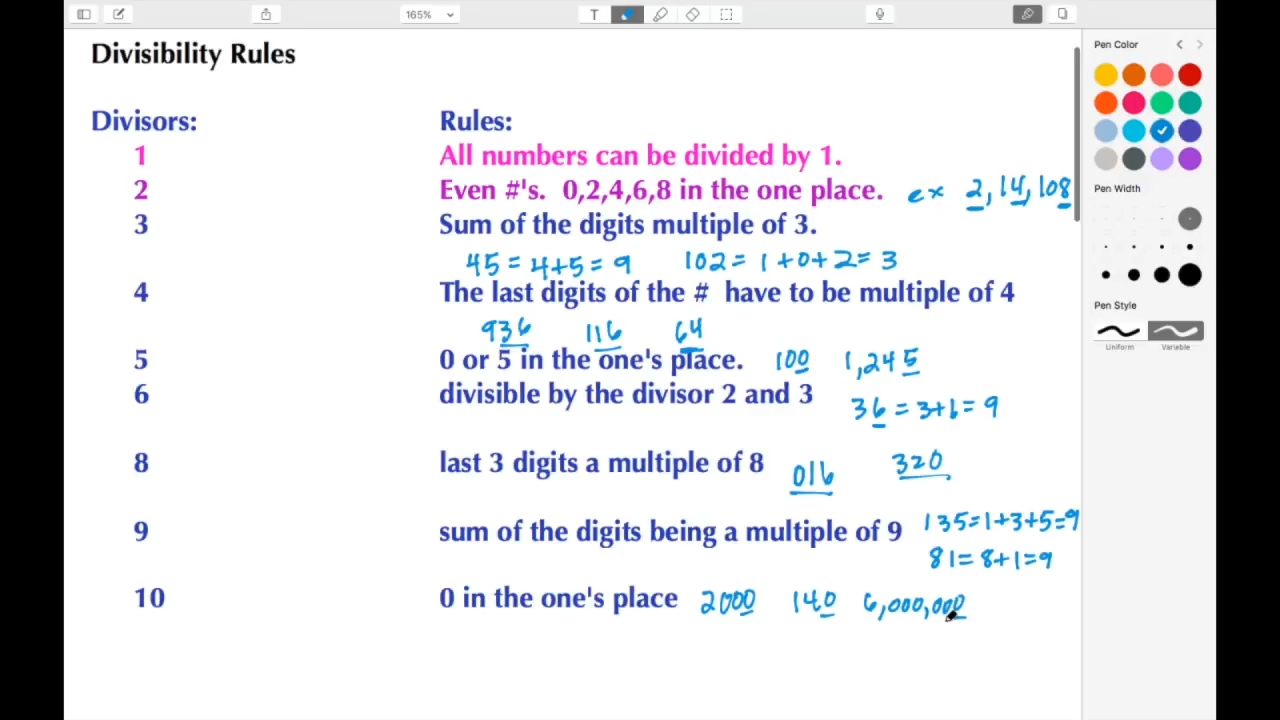 165%
T
Divisibility Rules
Pen Color
Divisors: Rules:
1 All numbers can be divided by 1.
2 Even #'s. 0,2,4,6,8 in the one place. ex 2, 14, 108
Pen Width
3 Sum of the digits multiple of 3.
45 = 4+5 = 9 102 = 1+0+2 = 3
4 The last digits of the # have to be multiple of 4
Pen Style
936 116 64
Uniform Variable
5 0 or 5 in the one's place. 100 1,245
6 divisible by the divisor 2 and 3 36 = 3+6 = 9
8 last 3 digits a multiple of 8 016 320
9 sum of the digits being a multiple of 9 135=1+3+5=9
81=8+1=9
10 0 in the one's place 2000 140 6,000,000